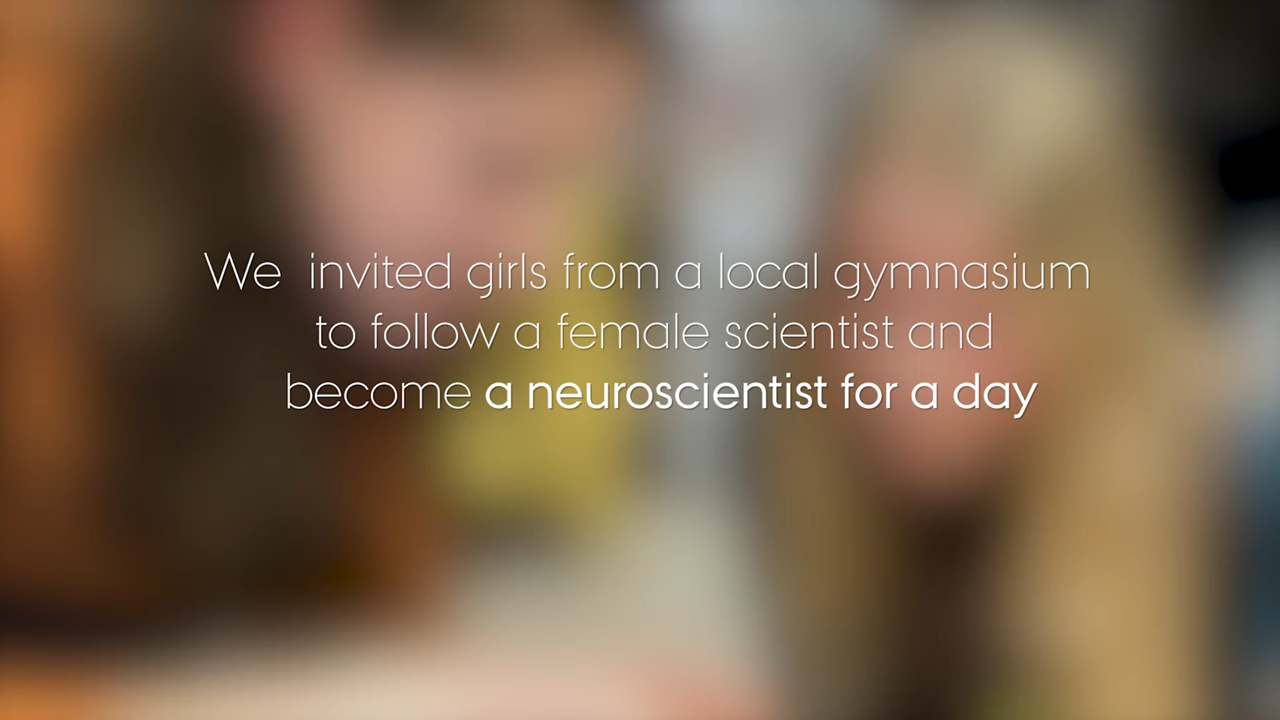 We  invited girls from a local gymnasium
to follow a female scientist and
become a neuroscientist for a day